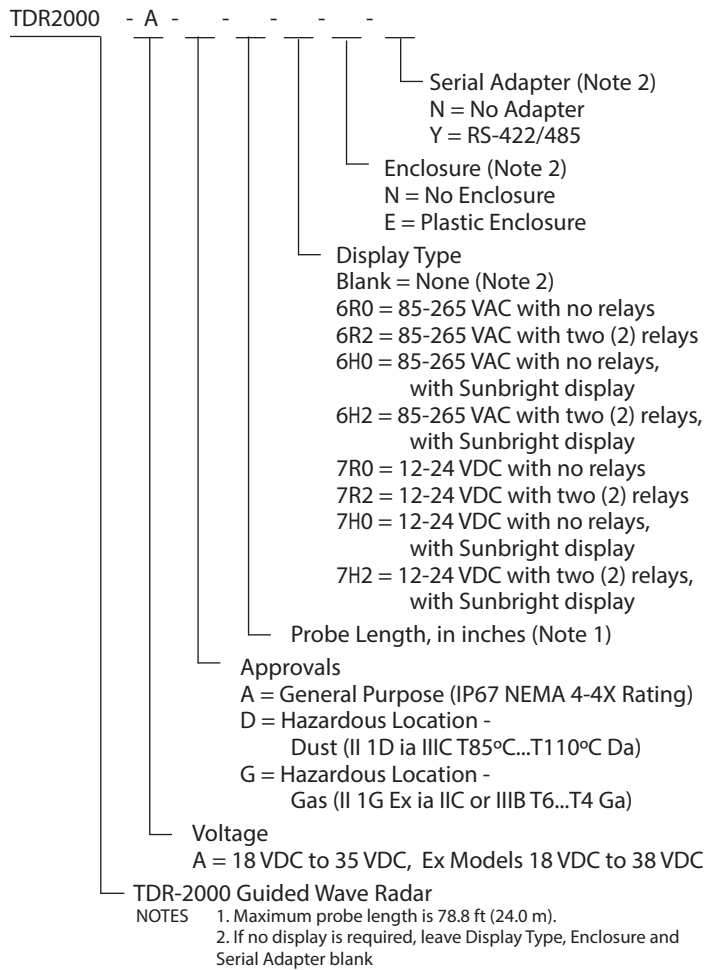 TDR2000 - A - - - - -
Serial Adapter (Note 2)
N = No Adapter
Y = RS-422/485
Enclosure (Note 2)
N = No Enclosure
E = Plastic Enclosure
Display Type
Blank = None (Note 2)
6R0 = 85-265 VAC with no relays
6R2 = 85-265 VAC with two (2) relays
6H0 = 85-265 VAC with no relays,
with Sunbright display
6H2 = 85-265 VAC with two (2) relays,
with Sunbright display
7R0 = 12-24 VDC with no relays
7R2 = 12-24 VDC with two (2) relays
7H0 = 12-24 VDC with no relays,
with Sunbright display
7H2 = 12-24 VDC with two (2) relays,
with Sunbright display
Probe Length, in inches (Note 1)
Approvals
A = General Purpose (IP67 NEMA 4-4X Rating)
D = Hazardous Location -
Dust (II 1D ia IIIC T85ºC...T110ºC Da)
G = Hazardous Location -
Gas (II 1G Ex ia IIC or IIIB T6...T4 Ga)
Voltage
A = 18 VDC to 35 VDC, Ex Models 18 VDC to 38 VDC
TDR-2000 Guided Wave Radar
NOTES 1. Maximum probe length is 78.8 ft (24.0 m).
2. If no display is required, leave Display Type, Enclosure and
Serial Adapter blank